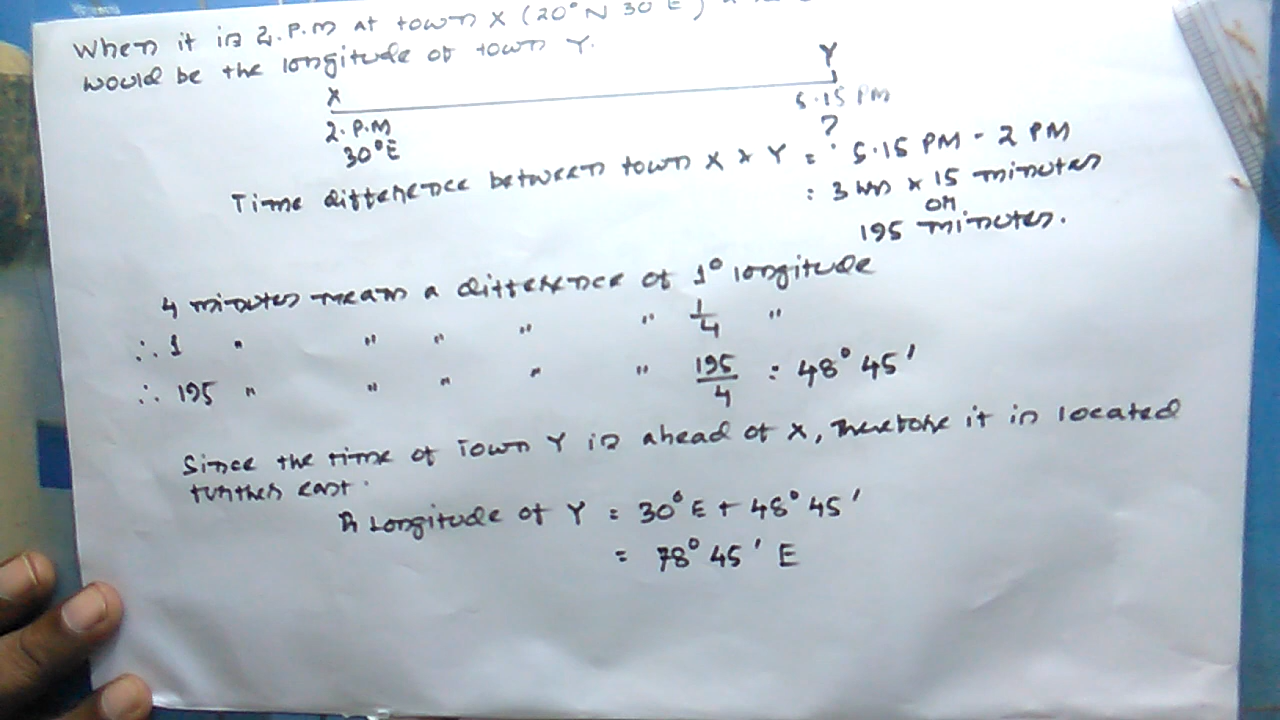 When it is 2.P.M at town X (20°N 30°E)
would be the longitude of town Y.
X Y
2.P.M 5.15 PM
30°E ?
Time difference between town X & Y = 5.15 PM - 2 PM
= 3 hrs & 15 minutes
or
195 minutes.
4 minutes mean a difference of 1° longitude
∴ 1 " " " " " 1/4 "
∴ 195 " " " " " 195/4 = 48° 45'
Since the time of Town Y is ahead of X, therefore it is located
further east.
Longitude of Y = 30° E + 48° 45'
= 78° 45' E